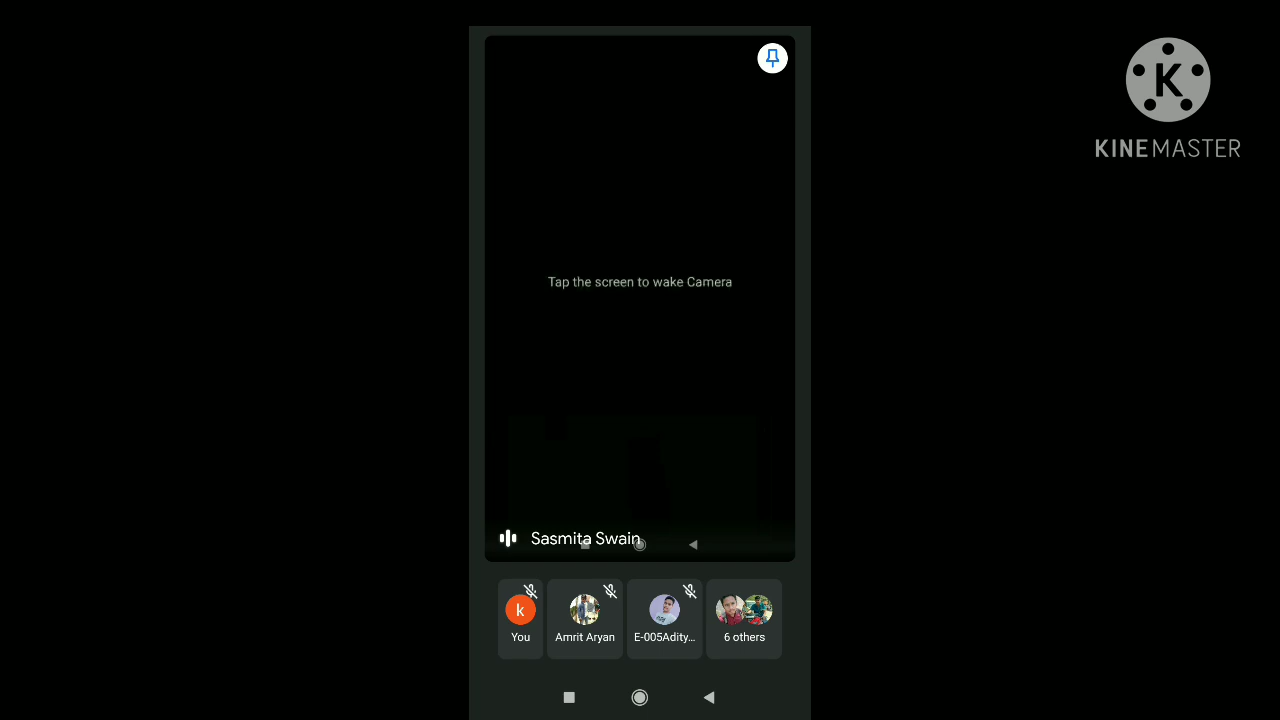 K
KINEMASTER
Tap the screen to wake Camera
Sasmita Swain
k
You
Amrit Aryan
E-005Adity...
6 others